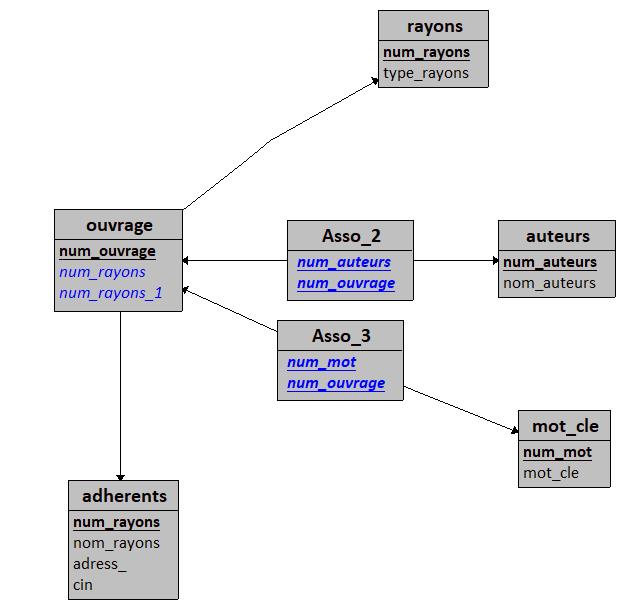 rayons
num_rayons
type_rayons
ouvrage
num_ouvrage
num_rayons
num_rayons_1
Asso_2
num_auteurs
num_ouvrage
auteurs
num_auteurs
nom_auteurs
Asso_3
num_mot
num_ouvrage
mot_cle
num_mot
mot_cle
adherents
num_rayons
nom_rayons
adress_
cin